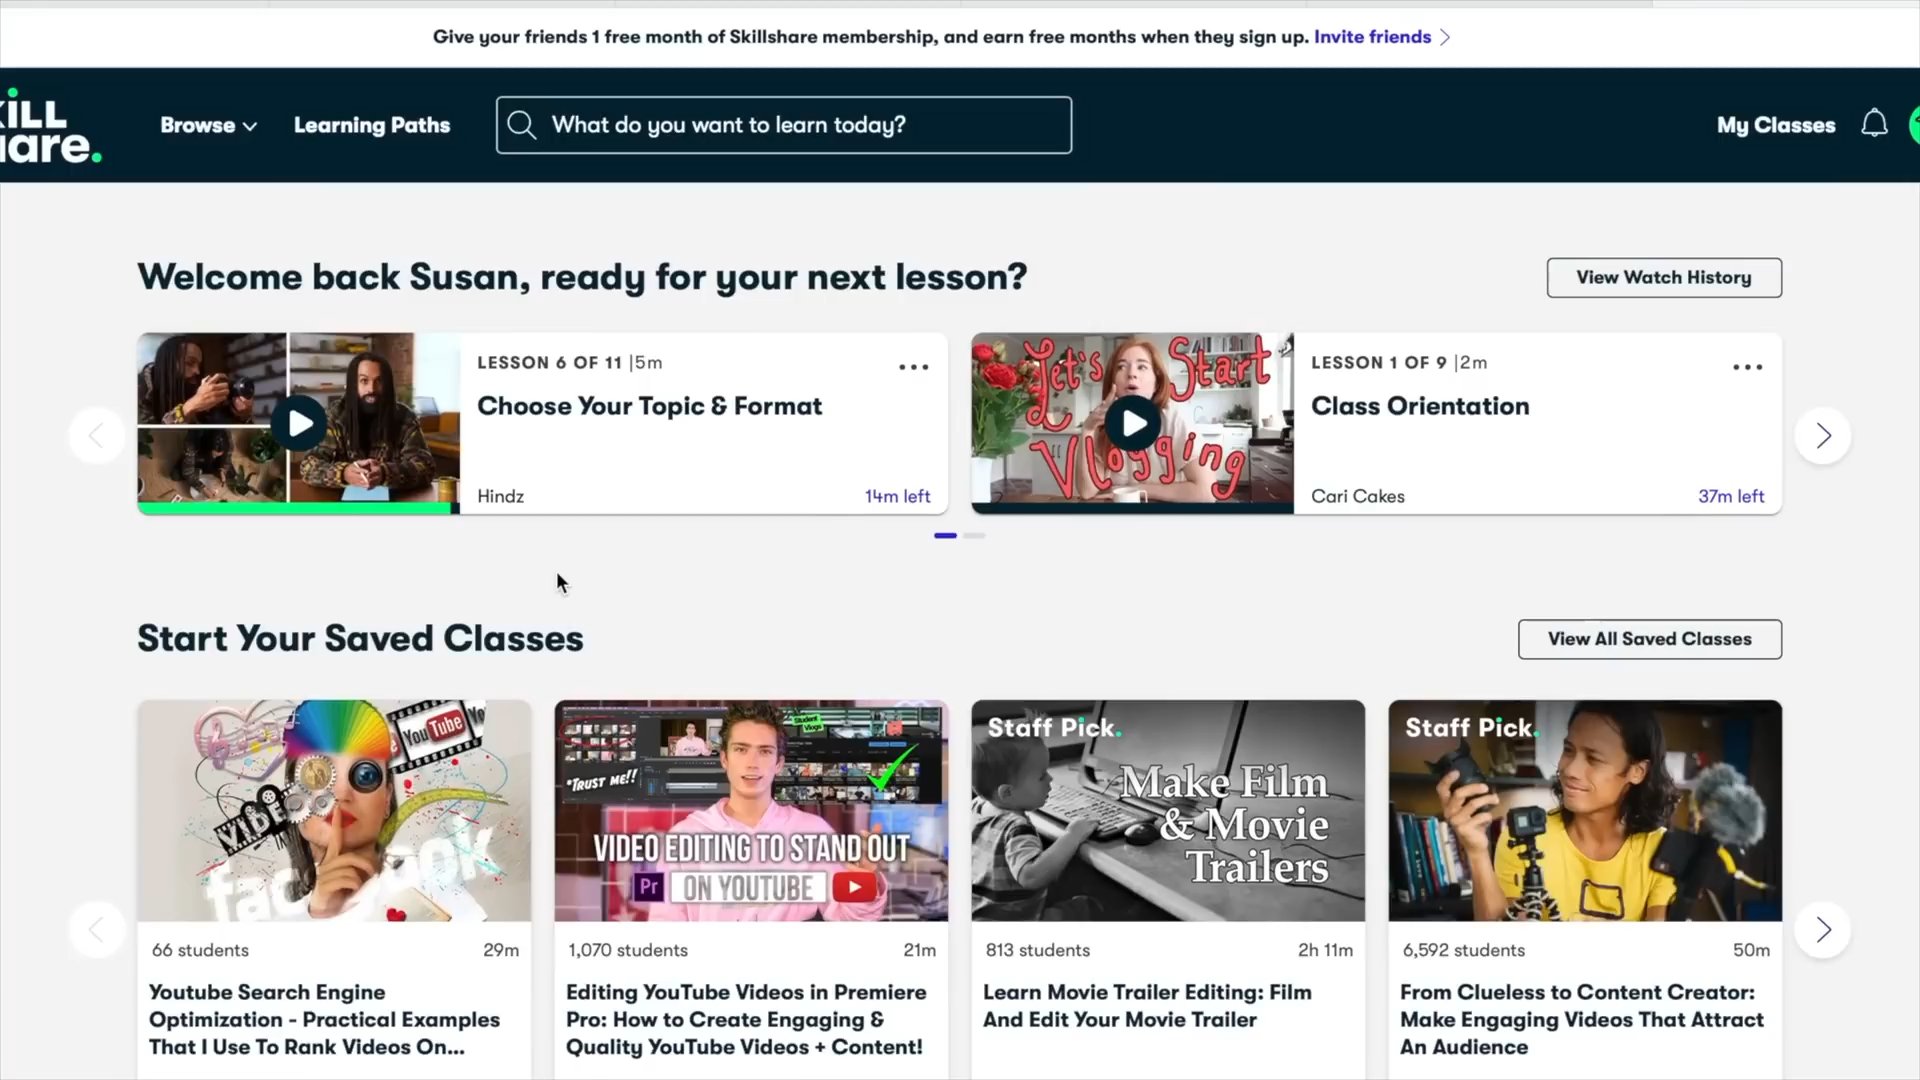 Give your friends 1 free month of Skillshare membership, and earn free months when they sign up. Invite friends
Browse
Learning Paths
What do you want to learn today?
My Classes
Welcome back Susan, ready for your next lesson?
View Watch History
LESSON 6 OF 11 |5m
Choose Your Topic & Format
Hindz
14m left
Let's Start
Vlogging
LESSON 1 OF 9 |2m
Class Orientation
Cari Cakes
37m left
Start Your Saved Classes
View All Saved Classes
YouTube
VIDEO
facebook
*TRUST ME!!
VIDEO EDITING TO STAND OUT
Pr ON YOUTUBE
Staff Pick.
Make Film
& Movie
Trailers
Staff Pick.
66 students
29m
Youtube Search Engine
Optimization - Practical Examples
That I Use To Rank Videos On...
1,070 students
21m
Editing YouTube Videos in Premiere
Pro: How to Create Engaging &
Quality YouTube Videos + Content!
813 students
2h 11m
Learn Movie Trailer Editing: Film
And Edit Your Movie Trailer
6,592 students
50m
From Clueless to Content Creator:
Make Engaging Videos That Attract
An Audience